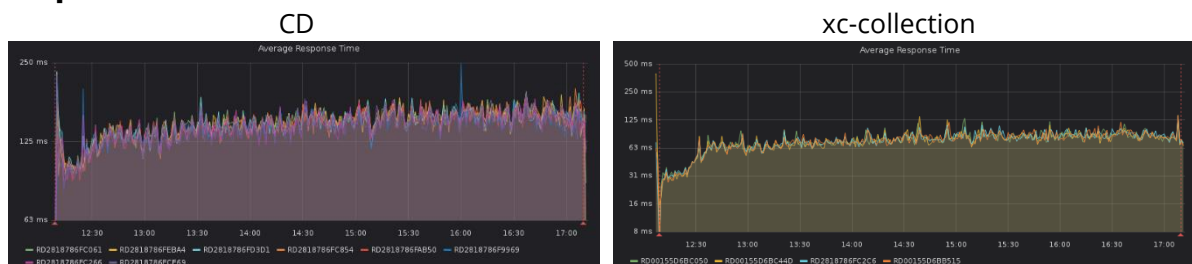 CD
Average Response Time
250 ms
125 ms
63 ms
12:30 13:00 13:30 14:00 14:30 15:00 15:30 16:00 16:30 17:00
RD2818786FC061 RD2818786FEBA4 RD2818786FD3D1 RD2818786FC854 RD2818786FAB50 RD2818786F9969
RD2818786FC266 RD2818786FCE69
xc-collection
Average Response Time
500 ms
250 ms
125 ms
63 ms
31 ms
16 ms
8 ms
12:30 13:00 13:30 14:00 14:30 15:00 15:30 16:00 16:30 17:00
RD00155D6BC050 RD00155D6BC44D RD2818786FC2C6 RD00155D6BB515